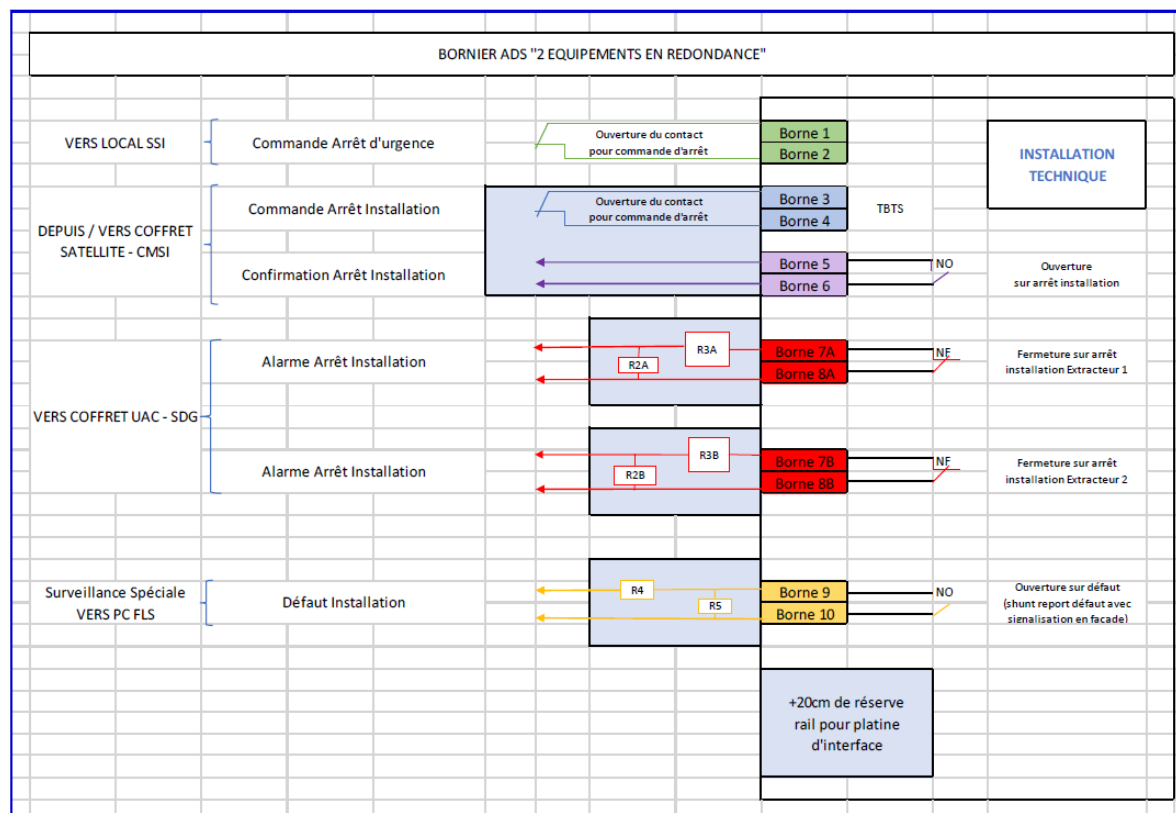 BORNIER ADS "2 EQUIPEMENTS EN REDONDANCE"
VERS LOCAL SSI
Commande Arrêt d'urgence
Ouverture du contact
pour commande d'arrêt
Borne 1
Borne 2
INSTALLATION
TECHNIQUE
DEPUIS / VERS COFFRET
SATELLITE - CMSI
Commande Arrêt Installation
Ouverture du contact
pour commande d'arrêt
Borne 3
Borne 4
TBTS
Confirmation Arrêt Installation
Borne 5
Borne 6
NO
Ouverture
sur arrêt installation
VERS COFFRET UAC - SDG
Alarme Arrêt Installation
R3A
R2A
Borne 7A
Borne 8A
NF
Fermeture sur arrêt
installation Extracteur 1
Alarme Arrêt Installation
R3B
R2B
Borne 7B
Borne 8B
NF
Fermeture sur arrêt
installation Extracteur 2
Surveillance Spéciale
VERS PC FLS
Défaut Installation
R4
R5
Borne 9
Borne 10
NO
Ouverture sur défaut
(shunt report défaut avec
signalisation en facade)
+20cm de réserve
rail pour platine
d'interface